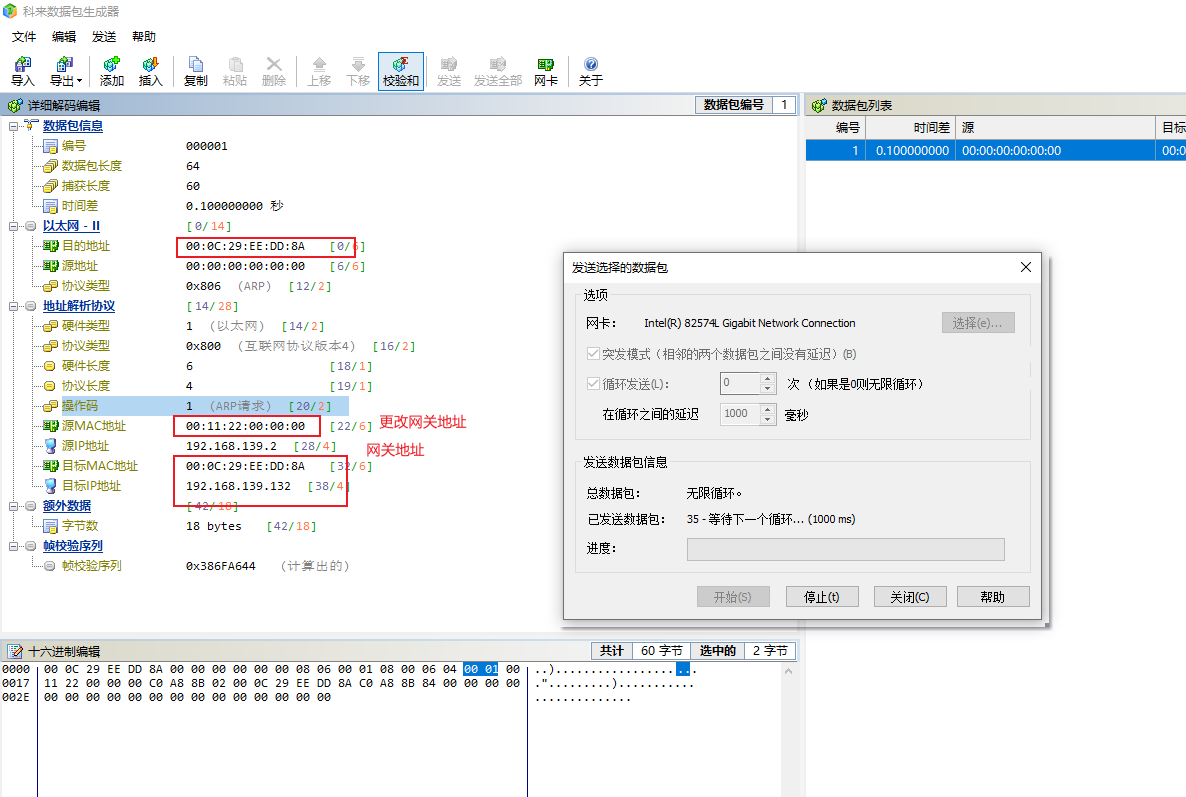 科来数据包生成器
文件 编辑 发送 帮助
导入 导出 添加 插入 复制 粘贴 删除 上移 下移 校验和 发送 发送全部 网卡 关于
详细解码编辑 数据包编号 1
数据包信息
编号 000001
数据包长度 64
捕获长度 60
时间差 0.100000000 秒
以太网 - II [0/14]
目的地址 00:0C:29:EE:DD:8A [0/6]
源地址 00:00:00:00:00:00 [6/6]
协议类型 0x806 (ARP) [12/2]
地址解析协议 [14/28]
硬件类型 1 (以太网) [14/2]
协议类型 0x800 (互联网协议版本4) [16/2]
硬件长度 6 [18/1]
协议长度 4 [19/1]
操作码 1 (ARP请求) [20/2]
源MAC地址 00:11:22:00:00:00 [22/6] 更改网关地址
源IP地址 192.168.139.2 [28/4] 网关地址
目标MAC地址 00:0C:29:EE:DD:8A [32/6]
目标IP地址 192.168.139.132 [38/4]
额外数据 [42/18]
字节数 18 bytes [42/18]
帧校验序列
帧校验序列 0x386FA644 (计算出的)
数据包列表
编号 时间差 源 目标
1 0.100000000 00:00:00:00:00:00 00:0
发送选择的数据包
选项
网卡： Intel(R) 82574L Gigabit Network Connection 选择(e)...
突发模式（相邻的两个数据包之间没有延迟）(B)
循环发送(L): 0 次（如果是0则无限循环）
在循环之间的延迟 1000 毫秒
发送数据包信息
总数据包： 无限循环。
已发送数据包： 35 - 等待下一个循环... (1000 ms)
进度：
开始(S) 停止(t) 关闭(C) 帮助
十六进制编辑 共计 60 字节 选中的 2 字节
0000 00 0C 29 EE DD 8A 00 00 00 00 00 00 08 06 00 01 08 00 06 04 00 01 00 ..)....................
0017 11 22 00 00 00 C0 A8 8B 02 00 0C 29 EE DD 8A C0 A8 8B 84 00 00 00 00 .".........)...........
002E 00 00 00 00 00 00 00 00 00 00 00 00 00 00 ..............